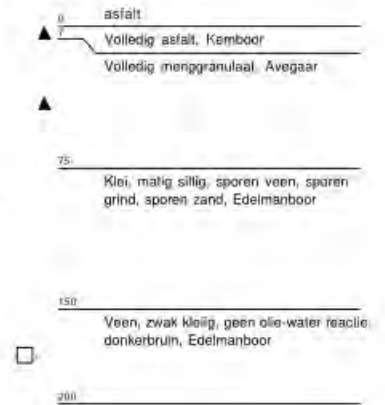 0 asfalt
7 Volledig asfalt, Kernboor
Volledig menggranulaat, Avegaar
75
Klei, matig siltig, sporen veen, sporen
grind, sporen zand, Edelmanboor
150
Veen, zwak kleiig, geen olie-water reactie,
donkerbruin, Edelmanboor
200